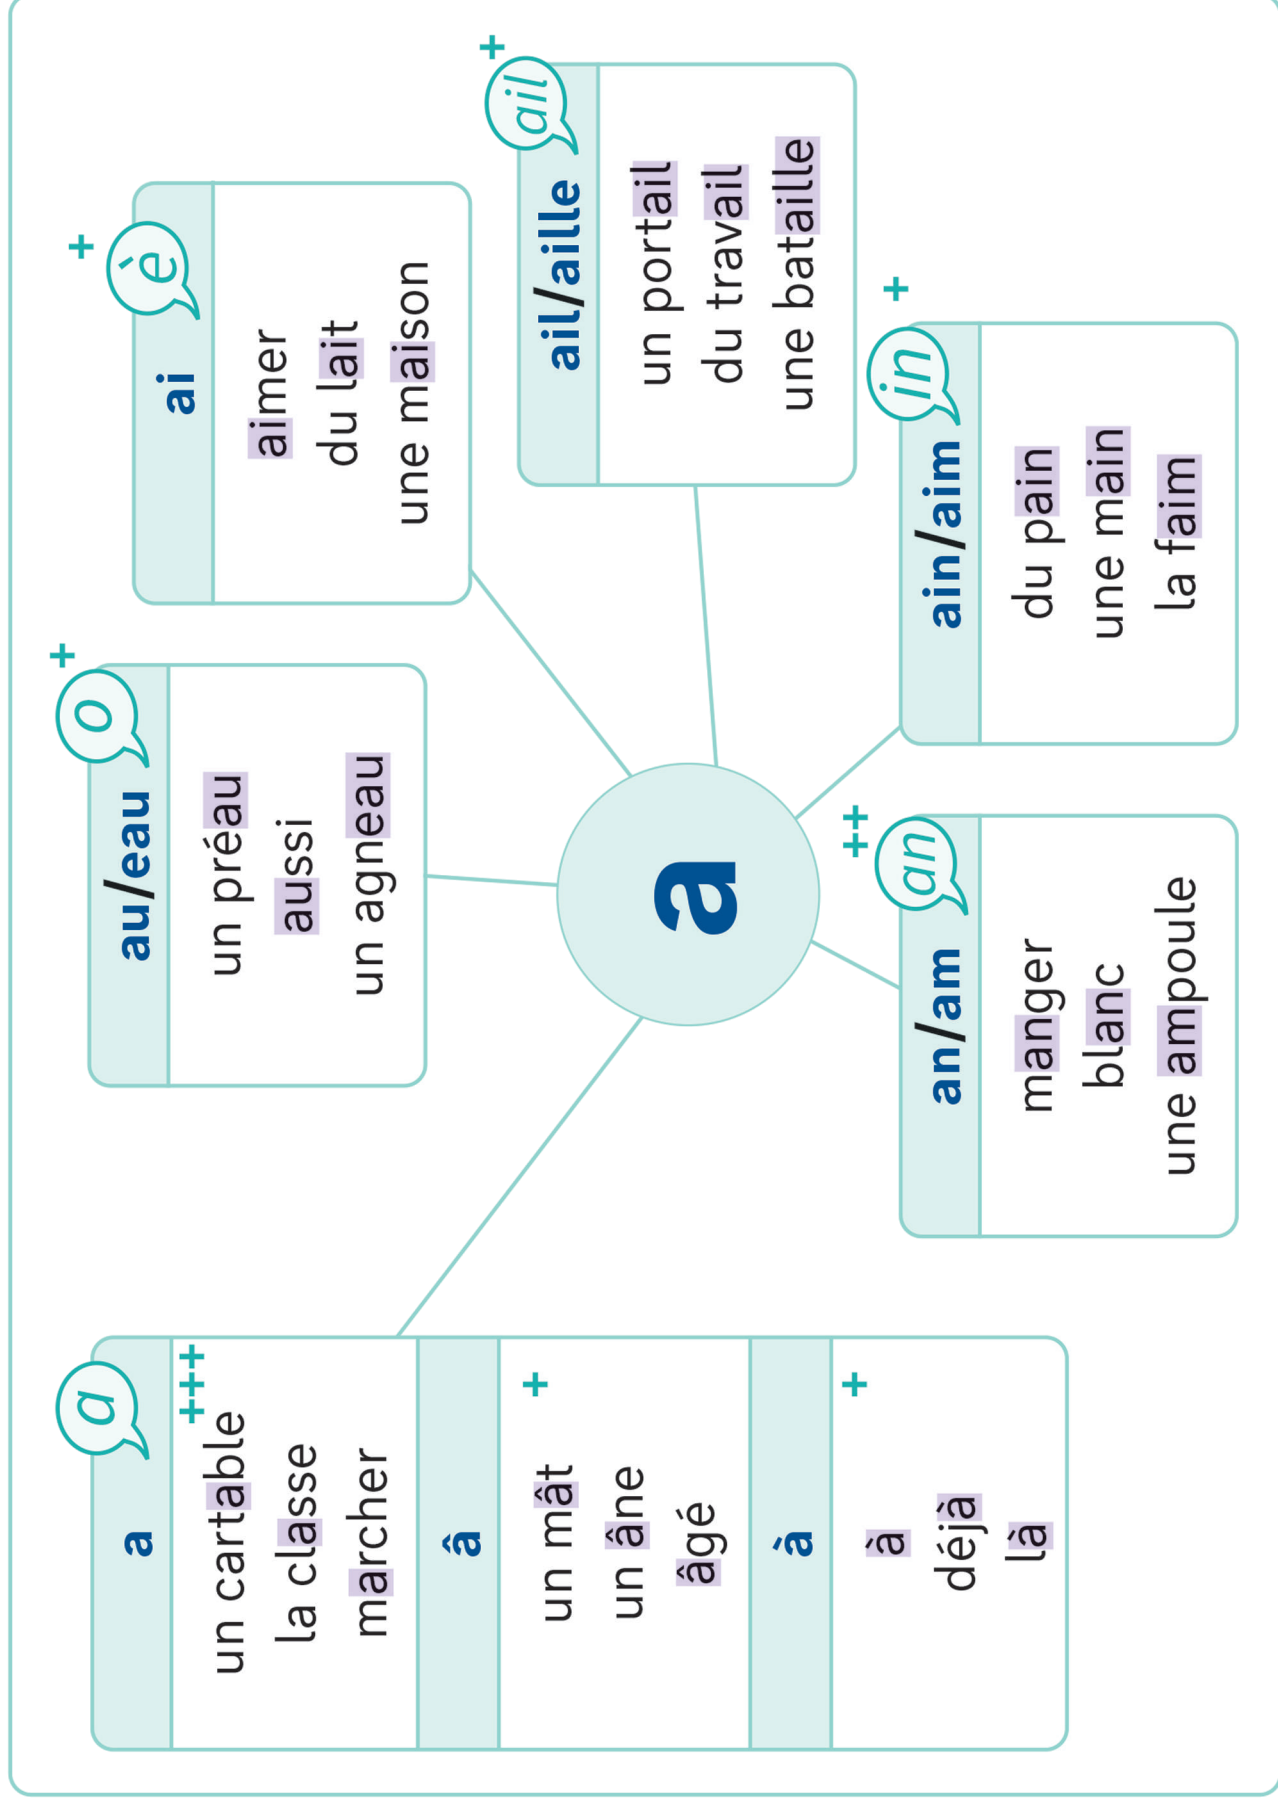 a
a
+++
un cartable
la classe
marcher
â
+
un mât
un âne
âgé
à
+
à
déjà
là
au/eau
o
+
un préau
aussi
un agneau
ai
è
+
aimer
du lait
une maison
ail/aille
ail
+
un portail
du travail
une bataille
a
an/am
an
++
manger
blanc
une ampoule
ain/aim
in
+
du pain
une main
la faim